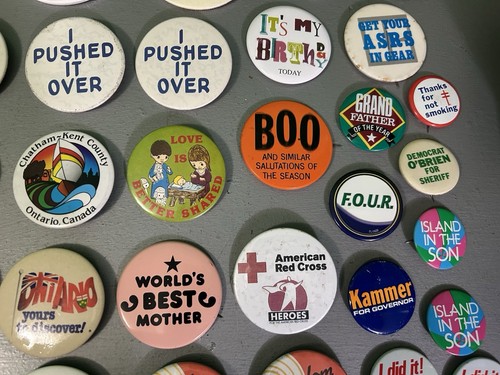 I
PUSHED
IT
OVER
I
PUSHED
IT
OVER
IT'S MY
BIRTHDAY
TODAY
GET YOUR
ASRS
IN GEAR
Thanks
for
not
smoking
GRAND
FATHER
OF THE YEAR
BOO
AND SIMILAR
SALUTATIONS OF
THE SEASON
DEMOCRAT
O'BRIEN
FOR
SHERIFF
Chatham-Kent County
Ontario, Canada
LOVE
IS
BETTER SHARED
F.O.U.R.
ISLAND
IN THE
SON
ONTARIO
yours
to discover!
WORLD'S
BEST
MOTHER
American
Red Cross
HEROES
Kammer
FOR GOVERNOR
ISLAND
IN THE
SON
I did it!